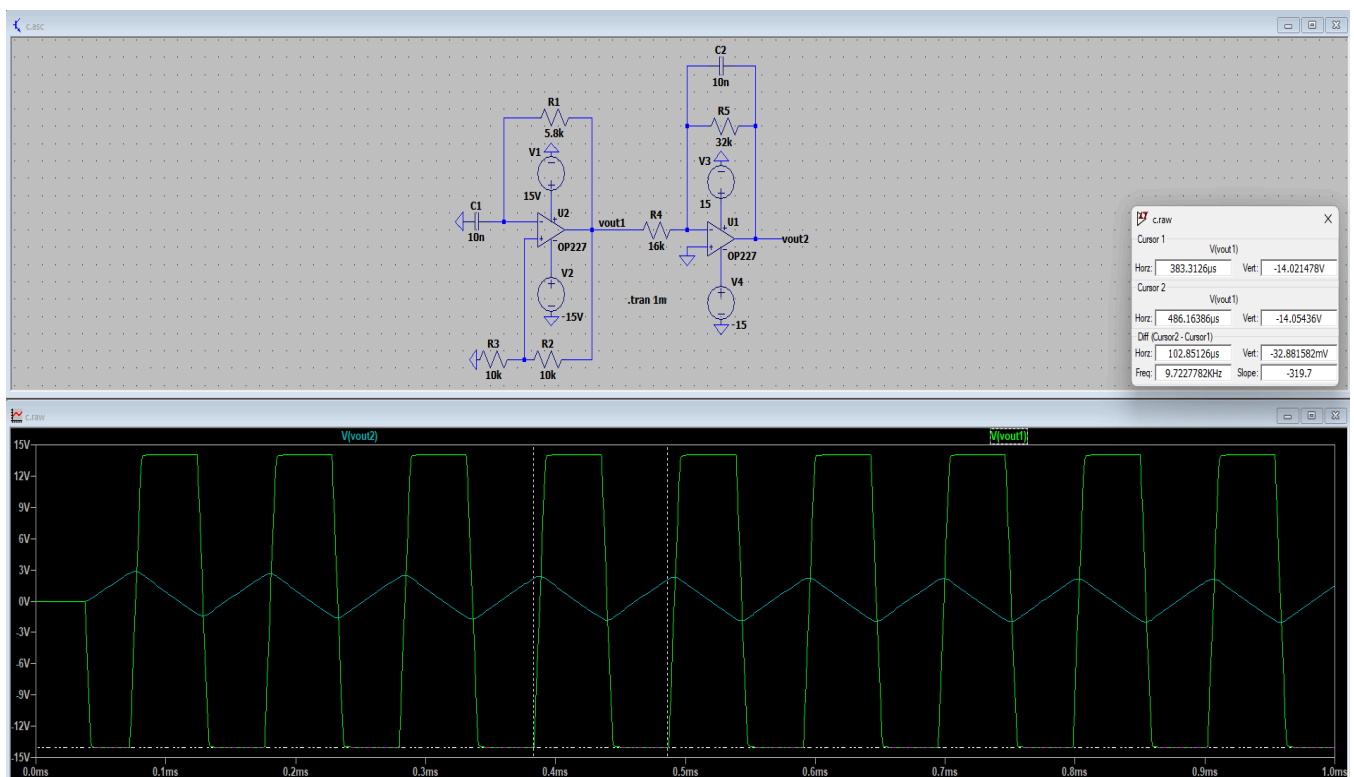 c.asc
C2
10n
R1
5.8k
R5
32k
V1
15V
V3
15
C1
10n
U2
OP227
vout1
R4
16k
U1
OP227
vout2
V2
-15V
.tran 1m
V4
-15
R3
10k
R2
10k
c.raw
Cursor 1
V(vout1)
Horz: 383.3126µs Vert: -14.021478V
Cursor 2
V(vout1)
Horz: 486.16386µs Vert: -14.05436V
Diff (Cursor2 - Cursor1)
Horz: 102.85126µs Vert: -32.881582mV
Freq: 9.7227782KHz Slope: -319.7
c.raw
V(vout2) V(vout1)
15V
12V
9V
6V
3V
0V
-3V
-6V
-9V
-12V
-15V
0.0ms 0.1ms 0.2ms 0.3ms 0.4ms 0.5ms 0.6ms 0.7ms 0.8ms 0.9ms 1.0ms